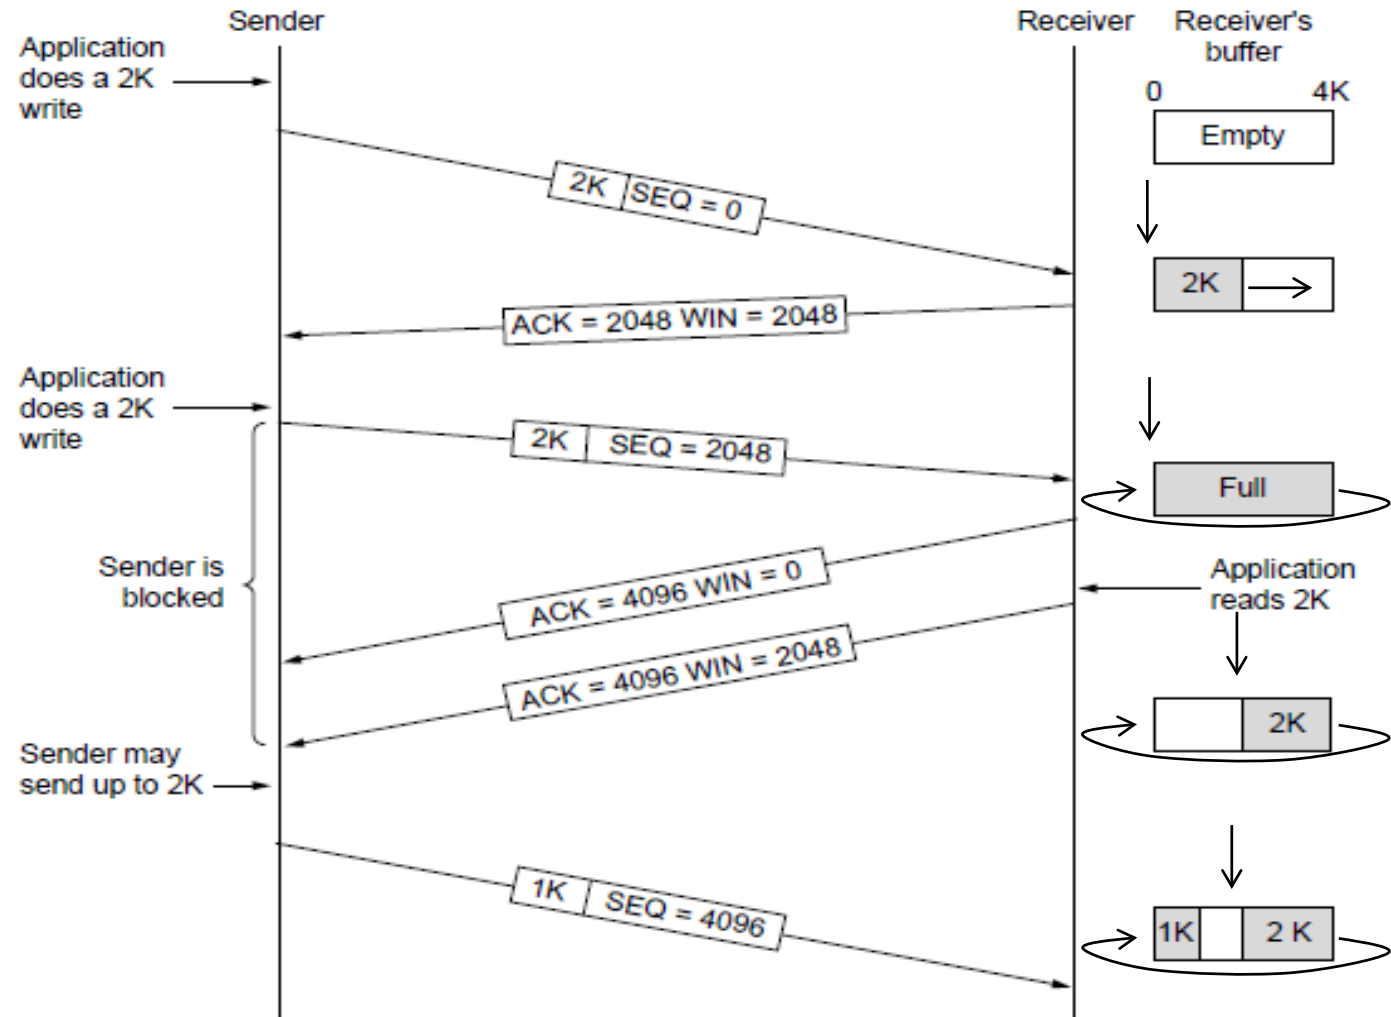 Sender
Receiver
Receiver's
buffer
Application
does a 2K
write
0
4K
Empty
2K
SEQ = 0
2K
ACK = 2048 WIN = 2048
Application
does a 2K
write
2K
SEQ = 2048
Full
Sender is
blocked
ACK = 4096 WIN = 0
Application
reads 2K
ACK = 4096 WIN = 2048
2K
Sender may
send up to 2K
1K
SEQ = 4096
1K
2 K